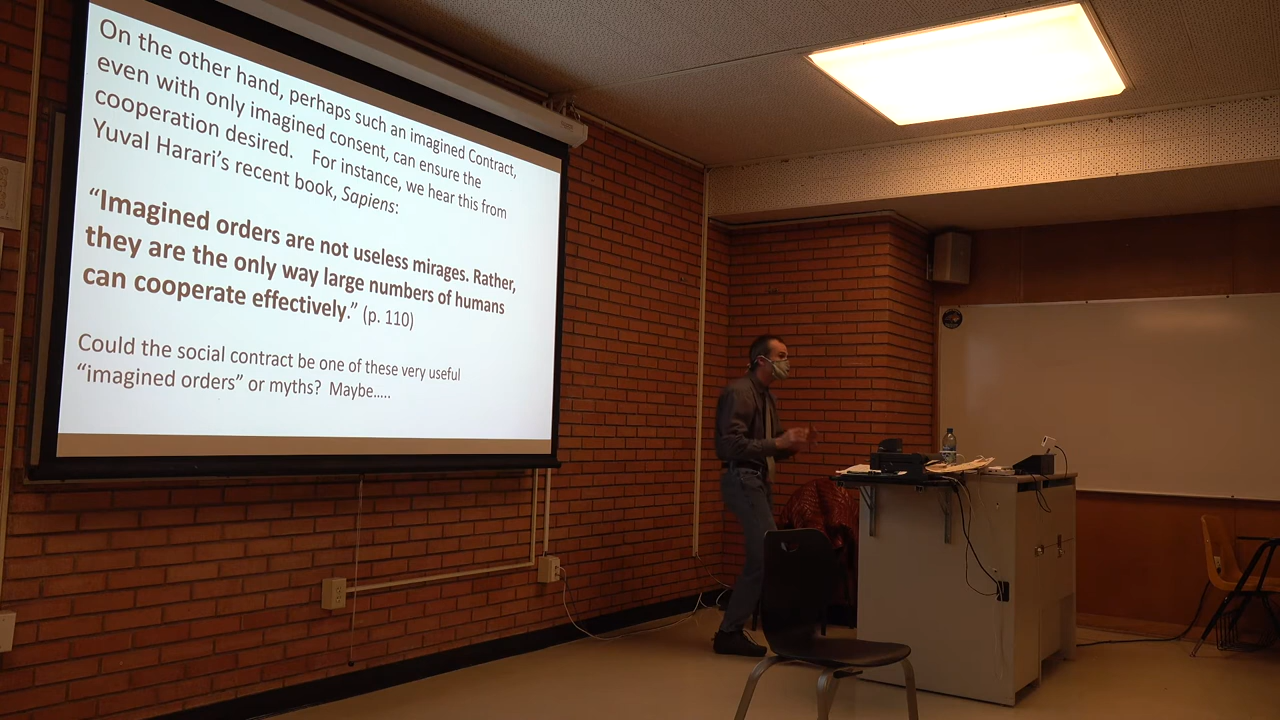 On the other hand, perhaps such an imagined Contract,
even with only imagined consent, can ensure the
cooperation desired. For instance, we hear this from
Yuval Harari’s recent book, Sapiens:
“Imagined orders are not useless mirages. Rather,
they are the only way large numbers of humans
can cooperate effectively.” (p. 110)
Could the social contract be one of these very useful
“imagined orders” or myths? Maybe…..